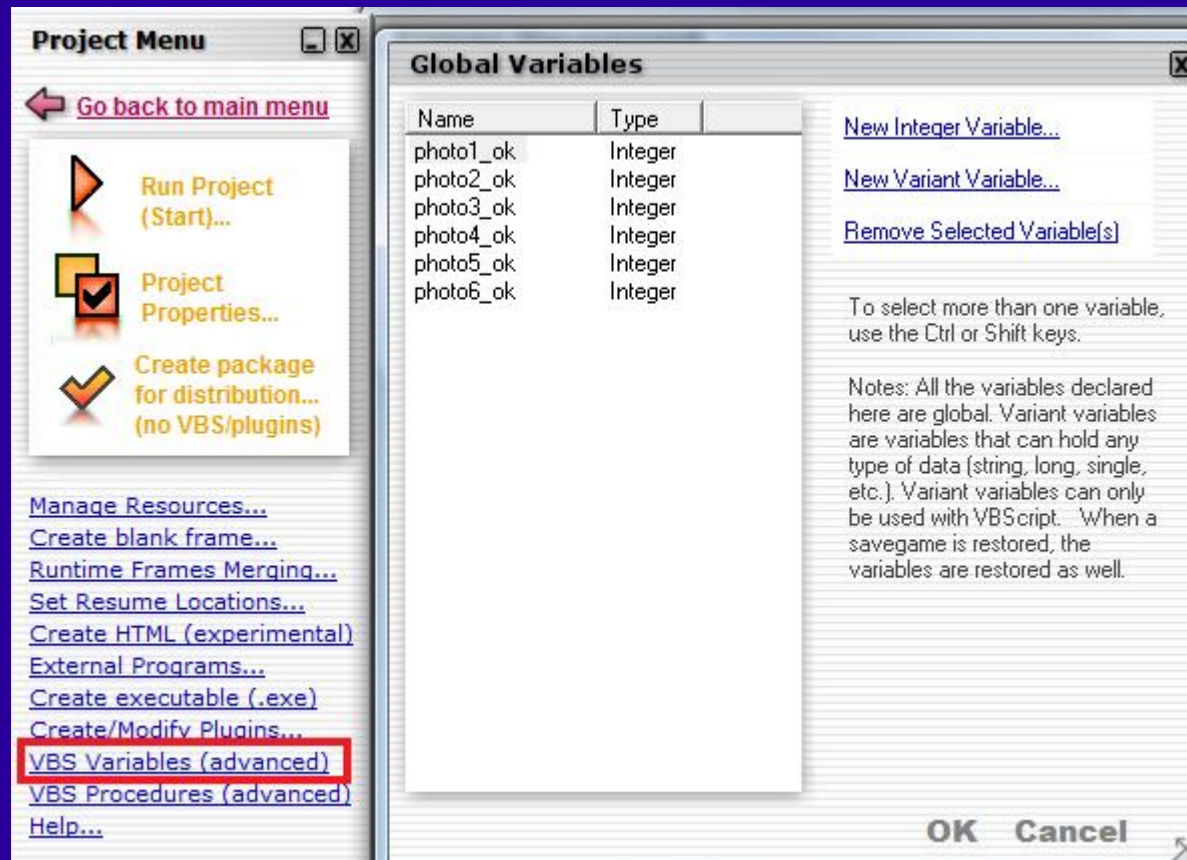 Project Menu
Go back to main menu
Run Project
(Start)...
Project
Properties...
Create package
for distribution...
(no VBS/plugins)
Manage Resources...
Create blank frame...
Runtime Frames Merging...
Set Resume Locations...
Create HTML (experimental)
External Programs...
Create executable (.exe)
Create/Modify Plugins...
VBS Variables (advanced)
VBS Procedures (advanced)
Help...
Global Variables
Name Type
photo1_ok Integer
photo2_ok Integer
photo3_ok Integer
photo4_ok Integer
photo5_ok Integer
photo6_ok Integer
New Integer Variable...
New Variant Variable...
Remove Selected Variable(s)
To select more than one variable,
use the Ctrl or Shift keys.
Notes: All the variables declared
here are global. Variant variables
are variables that can hold any
type of data (string, long, single,
etc.). Variant variables can only
be used with VBScript. When a
savegame is restored, the
variables are restored as well.
OK Cancel